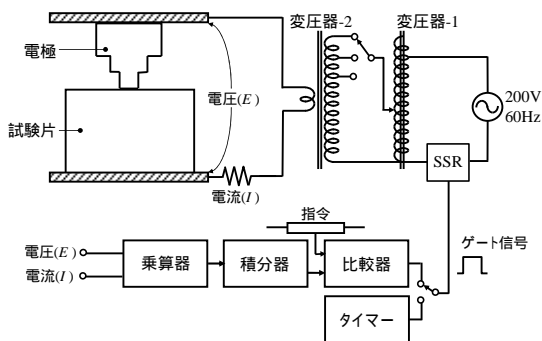 変圧器-2
変圧器-1
電極
電圧(E)
試験片
200V
60Hz
SSR
電流(I)
指令
ゲート信号
電圧(E)
電流(I)
乗算器
積分器
比較器
タイマー